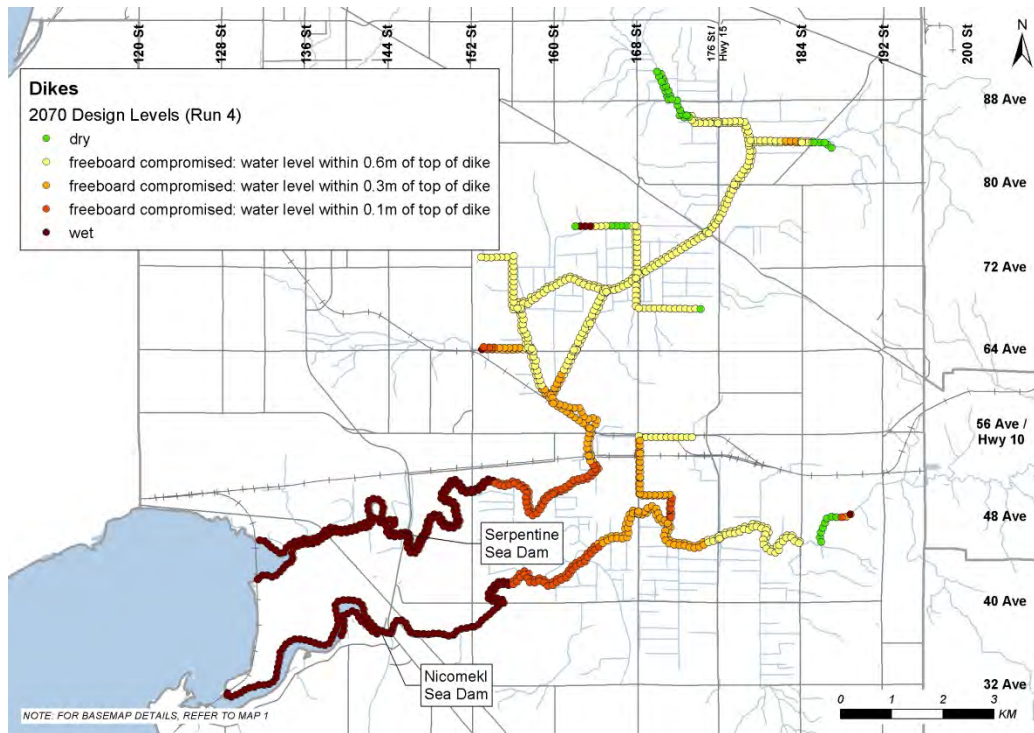 120 St
128 St
136 St
144 St
152 St
160 St
168 St
176 St /
Hwy 15
184 St
192 St
200 St
N
Dikes
2070 Design Levels (Run 4)
dry
freeboard compromised: water level within 0.6m of top of dike
freeboard compromised: water level within 0.3m of top of dike
freeboard compromised: water level within 0.1m of top of dike
wet
88 Ave
80 Ave
72 Ave
64 Ave
56 Ave /
Hwy 10
48 Ave
Serpentine
Sea Dam
40 Ave
Nicomekl
Sea Dam
32 Ave
NOTE: FOR BASEMAP DETAILS, REFER TO MAP 1
0 1 2 3
KM